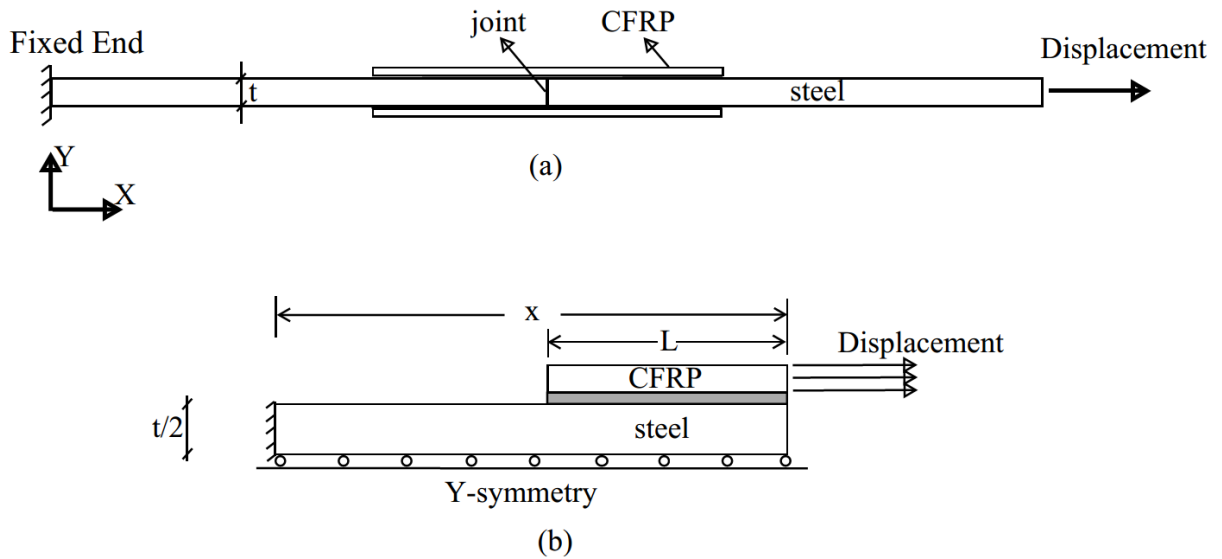 joint
CFRP
Fixed End
Displacement
t
steel
Y
X
(a)
x
L
Displacement
CFRP
t/2
steel
Y-symmetry
(b)